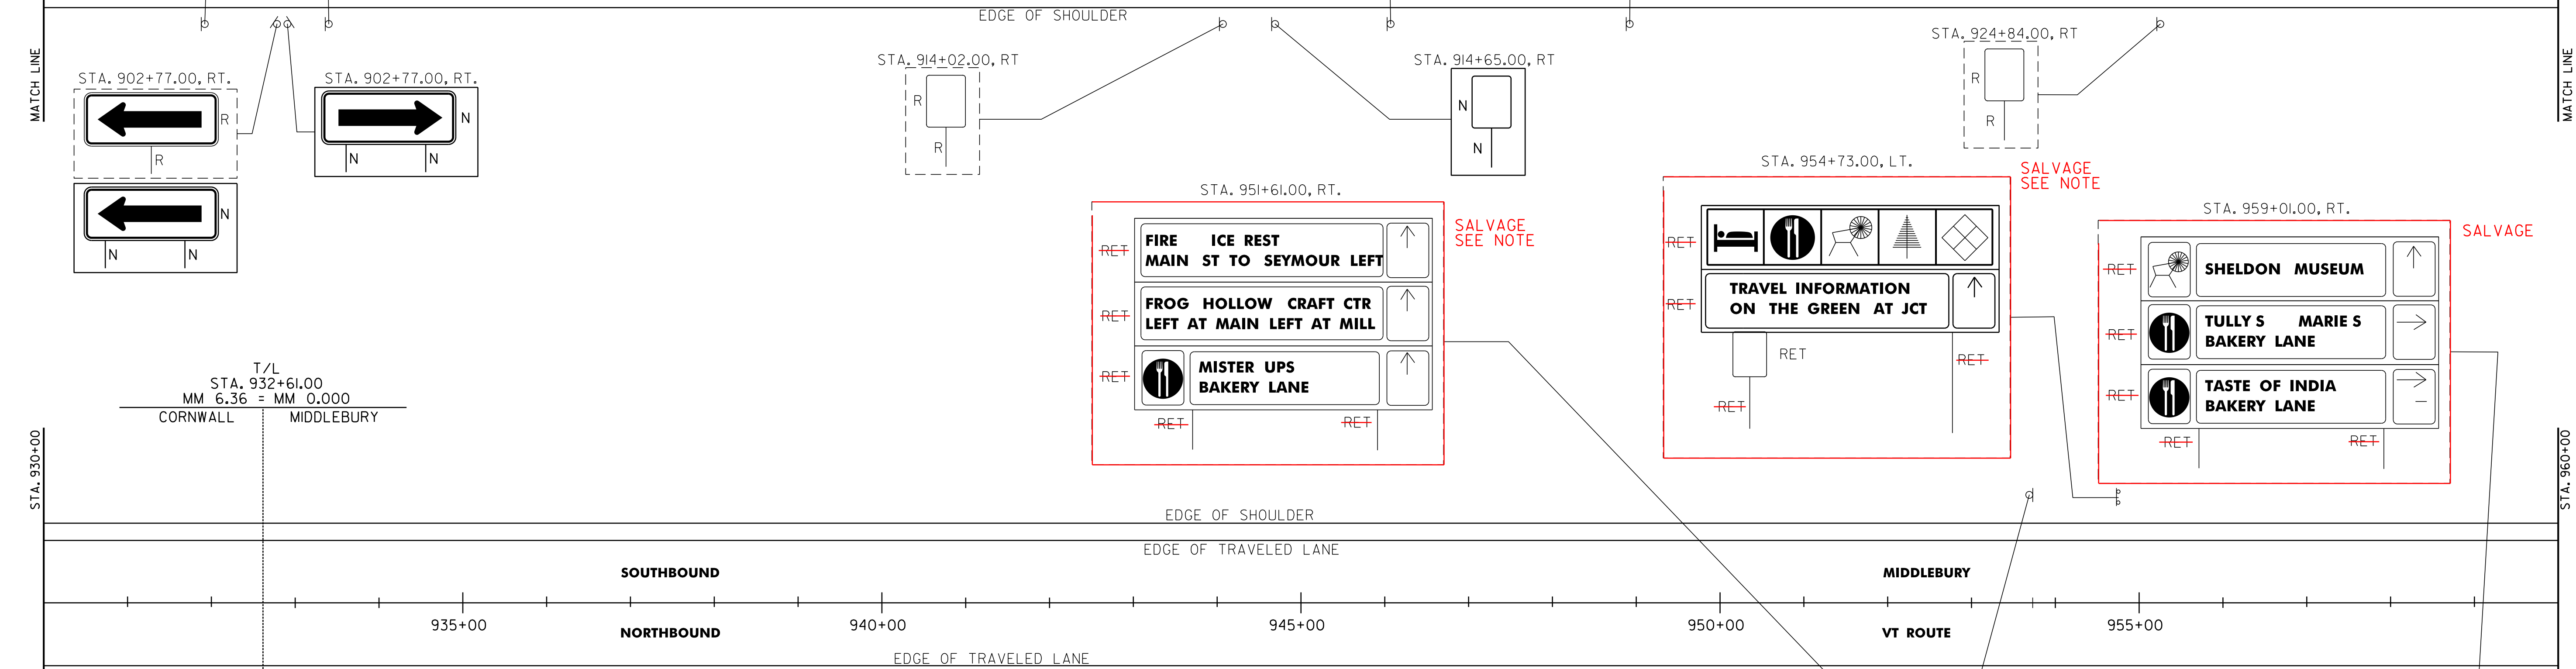 EDGE OF SHOULDER
MATCH LINE
MATCH LINE
STA. 902+77.00, RT.
R
R
STA. 902+77.00, RT.
N
N
N
N
N
N
STA. 914+02.00, RT
R
R
STA. 914+65.00, RT
N
N
STA. 924+84.00, RT
R
R
STA. 951+61.00, RT.
SALVAGE
SEE NOTE
RET
FIRE ICE REST
MAIN ST TO SEYMOUR LEFT
RET
FROG HOLLOW CRAFT CTR
LEFT AT MAIN LEFT AT MILL
RET
MISTER UPS
BAKERY LANE
RET
RET
STA. 954+73.00, LT.
SALVAGE
SEE NOTE
RET
RET
TRAVEL INFORMATION
ON THE GREEN AT JCT
RET
RET
RET
STA. 959+01.00, RT.
SALVAGE
RET
SHELDON MUSEUM
RET
TULLY S MARIE S
BAKERY LANE
RET
TASTE OF INDIA
BAKERY LANE
RET
RET
T/L
STA. 932+61.00
MM 6.36 = MM 0.000
CORNWALL MIDDLEBURY
STA. 930+00
STA. 960+00
EDGE OF SHOULDER
EDGE OF TRAVELED LANE
SOUTHBOUND
MIDDLEBURY
935+00
940+00
945+00
950+00
955+00
NORTHBOUND
VT ROUTE
EDGE OF TRAVELED LANE